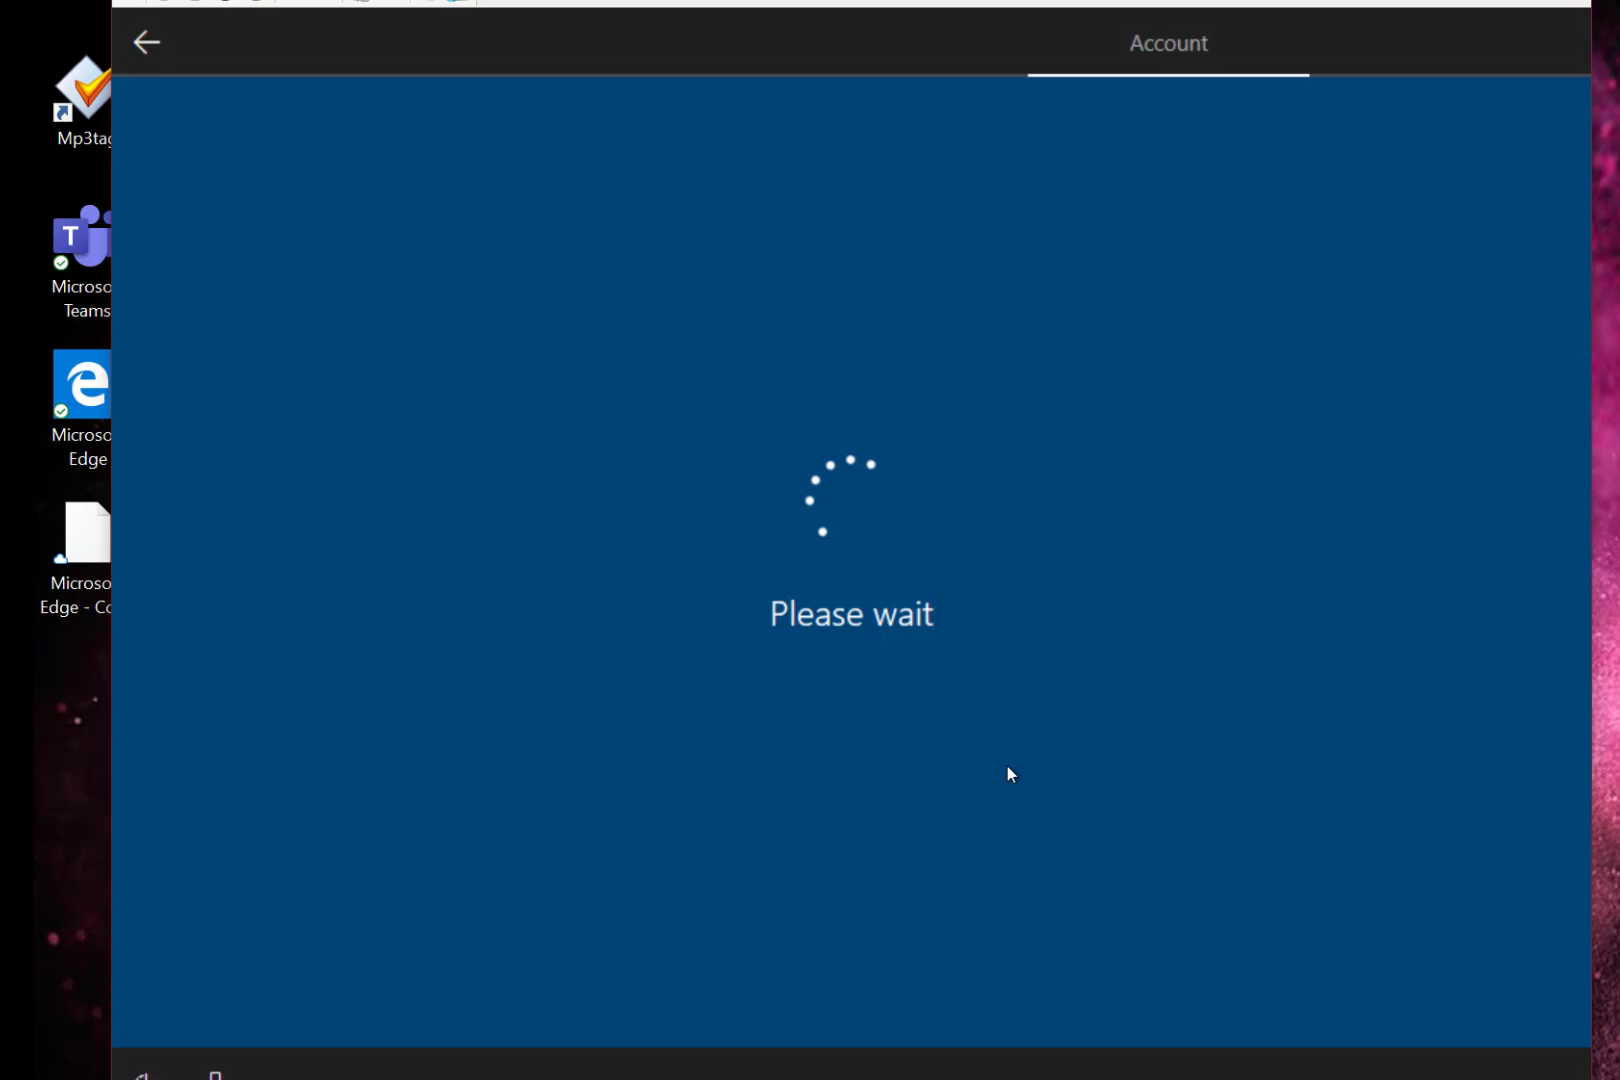 Account
Mp3tag
T
Microso
Teams
Microso
Edge
Microso
Edge - Co
Please wait